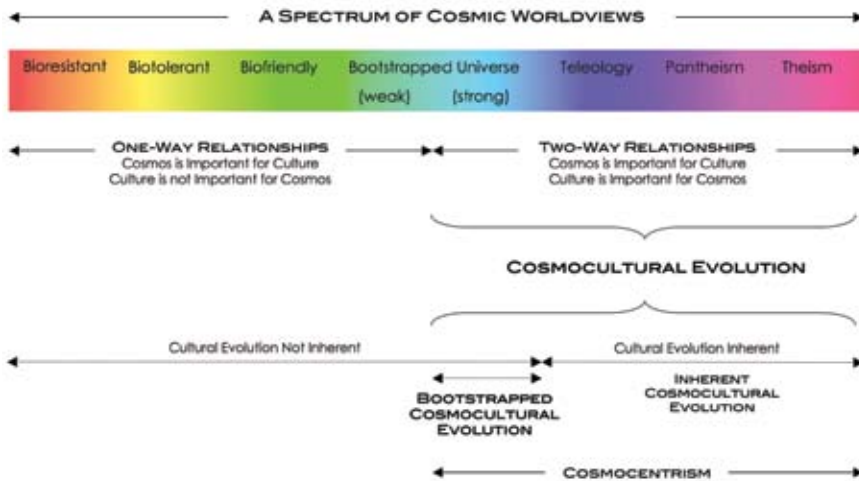 A SPECTRUM OF COSMIC WORLDVIEWS
Bioresistant Biotolerant Biofriendly Bootstrapped Universe Teleology Pantheism Theism
(weak) (strong)
ONE-WAY RELATIONSHIPS TWO-WAY RELATIONSHIPS
Cosmos is Important for Culture Cosmos is Important for Culture
Culture is not Important for Cosmos Culture is Important for Cosmos
COSMOCULTURAL EVOLUTION
Cultural Evolution Not Inherent Cultural Evolution Inherent
BOOTSTRAPPED
COSMOCULTURAL
EVOLUTION
INHERENT
COSMOCULTURAL
EVOLUTION
COSMOCENTRISM